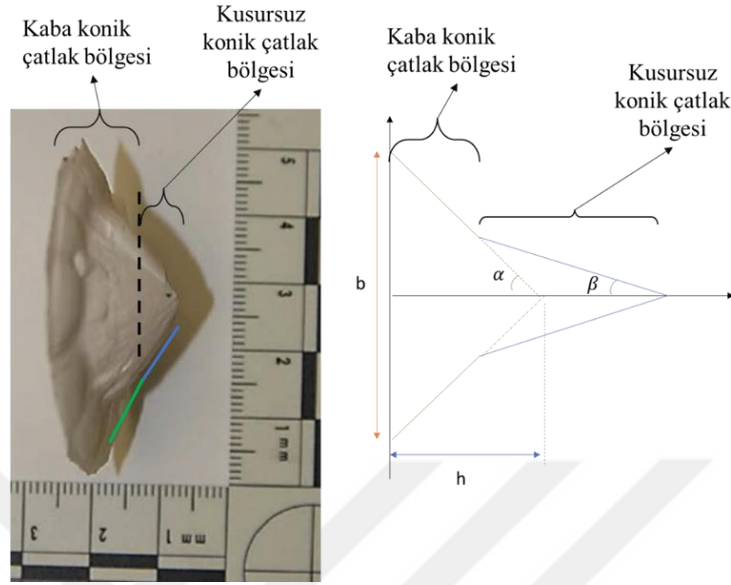 Kaba konik
çatlak bölgesi
Kusursuz
konik çatlak
bölgesi
5
4
3
2
1 mm
3
2
1 mm
Kaba konik
çatlak bölgesi
Kusursuz
konik çatlak
bölgesi
b
α
β
h